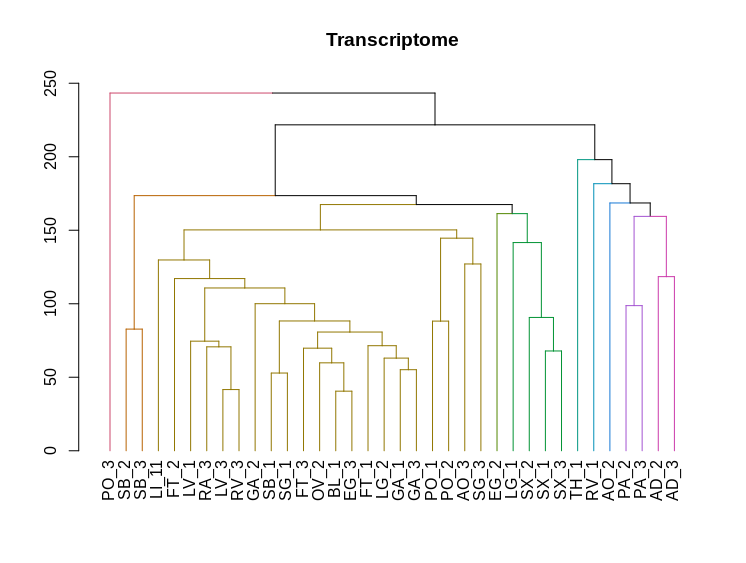 Transcriptome
250
200
150
100
50
0
PO_3
SB_2
SB_3
LI_11
FT_2
LV_1
RA_3
LV_3
RV_3
GA_2
SB_1
SG_1
FT_3
OV_2
BL_1
EG_3
FT_1
LG_2
GA_1
GA_3
PO_1
PO_2
AO_3
SG_3
EG_2
LG_1
SX_2
SX_1
SX_3
TH_1
RV_1
AO_2
PA_2
PA_3
AD_2
AD_3